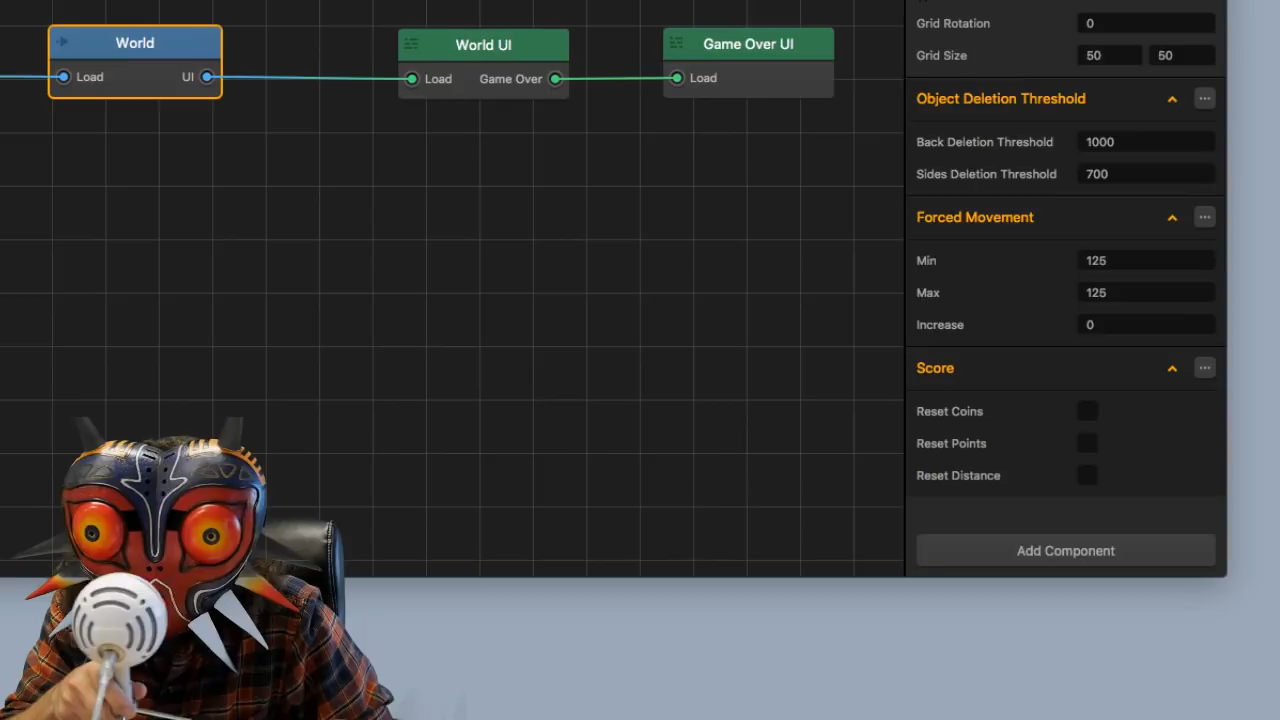 World
Load UI
World UI
Load Game Over
Game Over UI
Load
Grid Rotation 0
Grid Size 50 50
Object Deletion Threshold
Back Deletion Threshold 1000
Sides Deletion Threshold 700
Forced Movement
Min 125
Max 125
Increase 0
Score
Reset Coins
Reset Points
Reset Distance
Add Component